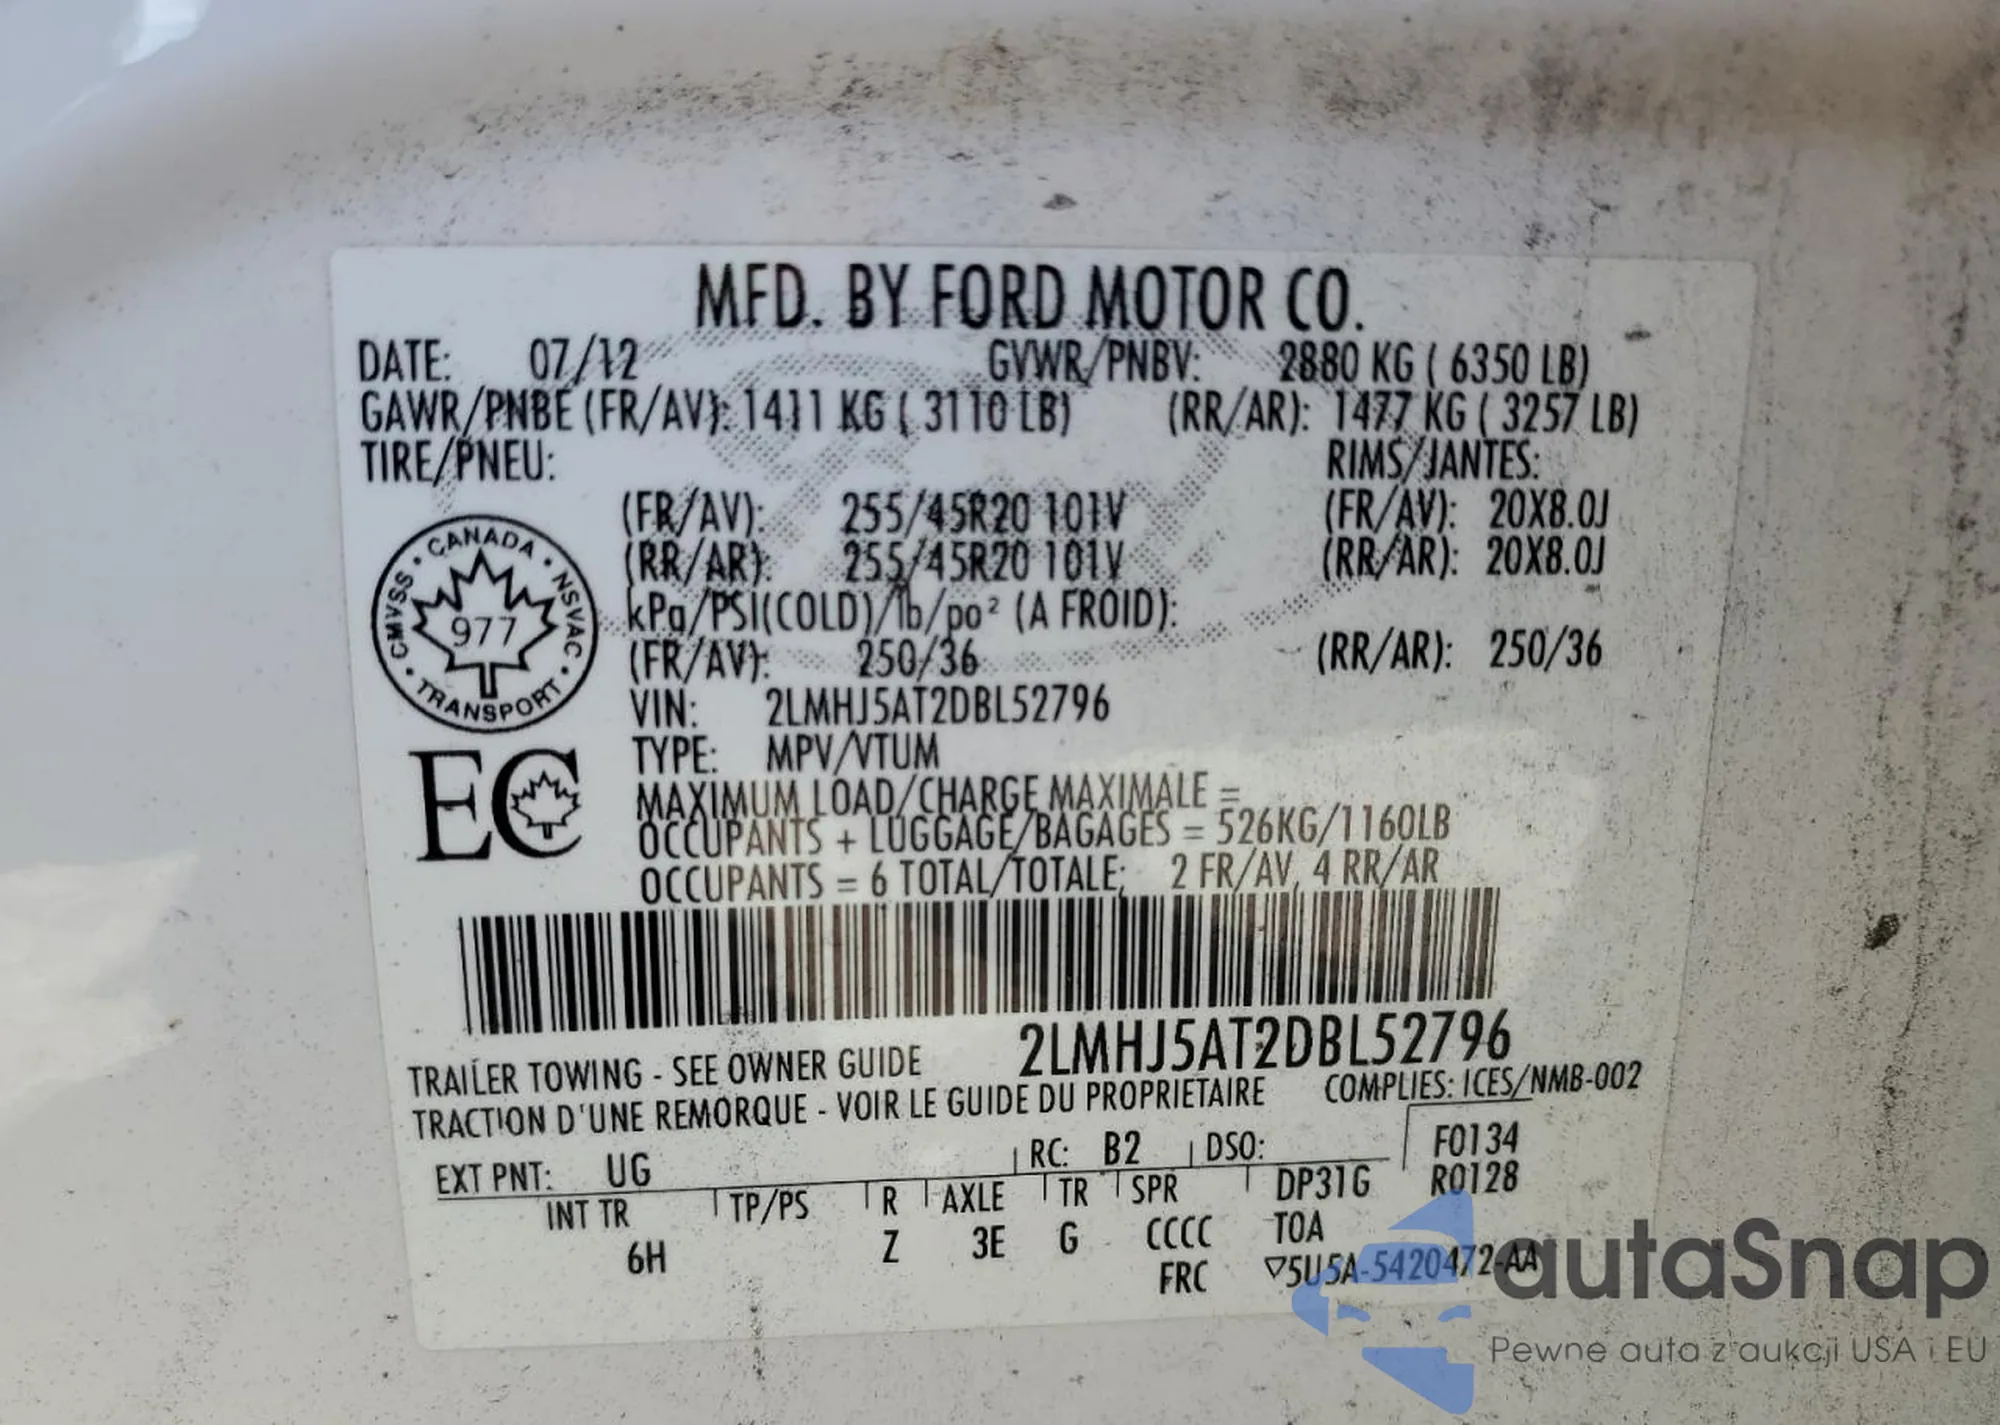 MFD. BY FORD MOTOR CO.
DATE: 07/12 GVWR/PNBV: 2880 KG ( 6350 LB)
GAWR/PNBE (FR/AV): 1411 KG ( 3110 LB) (RR/AR): 1477 KG ( 3257 LB)
TIRE/PNEU: RIMS/JANTES:
(FR/AV): 255/45R20 101V (FR/AV): 20X8.0J
(RR/AR): 255/45R20 101V (RR/AR): 20X8.0J
kPa/PSI(COLD)/lb/po² (A FROID):
(FR/AV): 250/36 (RR/AR): 250/36
CANADA
CMVSS 977 NSVAC
TRANSPORT
VIN: 2LMHJ5AT2DBL52796
EC
TYPE: MPV/VTUM
MAXIMUM LOAD/CHARGE MAXIMALE =
OCCUPANTS + LUGGAGE/BAGAGES = 526KG/1160LB
OCCUPANTS = 6 TOTAL/TOTALE; 2 FR/AV, 4 RR/AR
2LMHJ5AT2DBL52796
TRAILER TOWING - SEE OWNER GUIDE
TRACTION D'UNE REMORQUE - VOIR LE GUIDE DU PROPRIETAIRE COMPLIES: ICES/NMB-002
EXT PNT: UG RC: B2 DSO: F0134
INT TR TP/PS R AXLE TR SPR DP31G R0128
6H Z 3E G CCCC TOA
FRC ▽5U5A-5420472-AA
autaSnap
Pewne auta z aukcji USA i EU